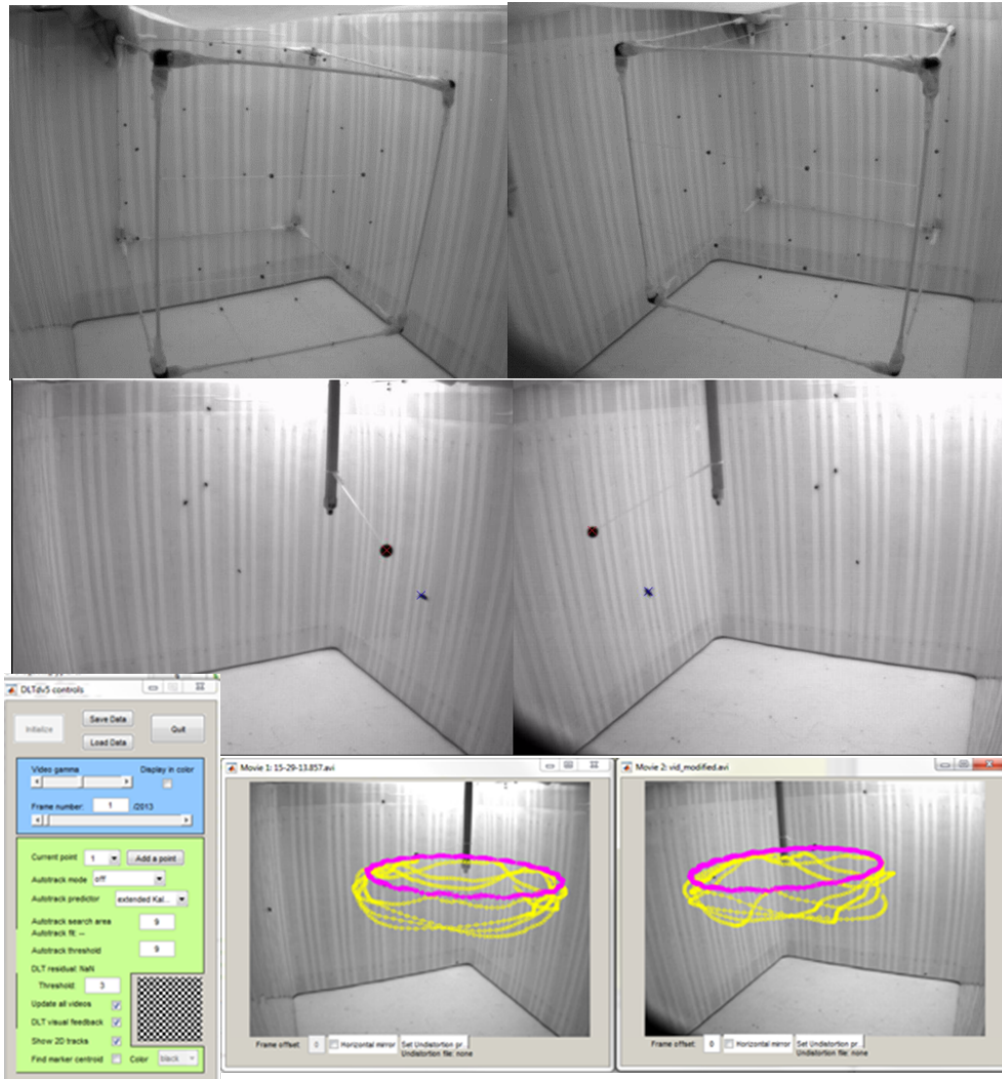 DLTdv5 controls
Initialize
Save Data
Load Data
Quit
Video gamma
Display in color
Frame number:
1
/2013
Current point
1
Add a point
Autotrack mode
off
Autotrack predictor
extended Kal...
Autotrack search area
9
Autotrack fit: --
Autotrack threshold
9
DLT residual: NaN
Threshold:
3
Update all videos
DLT visual feedback
Show 2D tracks
Find marker centroid
Color
black
Movie 1: 15-29-13.857.avi
Frame offset:
0
Horizontal mirror
Set Undistortion pr...
Undistortion file: none
Movie 2: vid_modified.avi
Frame offset:
0
Horizontal mirror
Set Undistortion pr...
Undistortion file: none